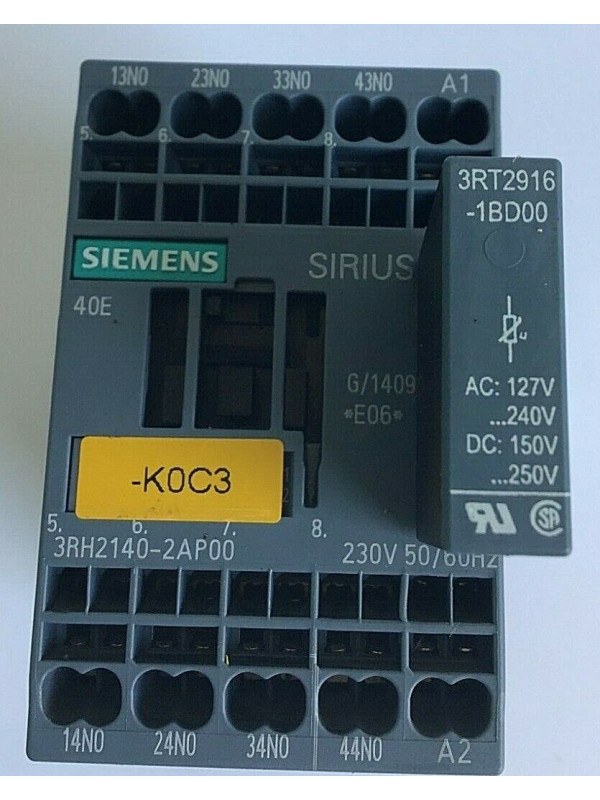 13NO 23NO 33NO 43NO A1
5. 6. 7. 8.
3RT2916
-1BD00
SIEMENS SIRIUS
40E
G/1409
*E06*
AC: 127V
...240V
DC: 150V
...250V
-K0C3
5. 6. 7. 8.
3RH2140-2AP00 230V 50/60Hz
14NO 24NO 34NO 44NO A2